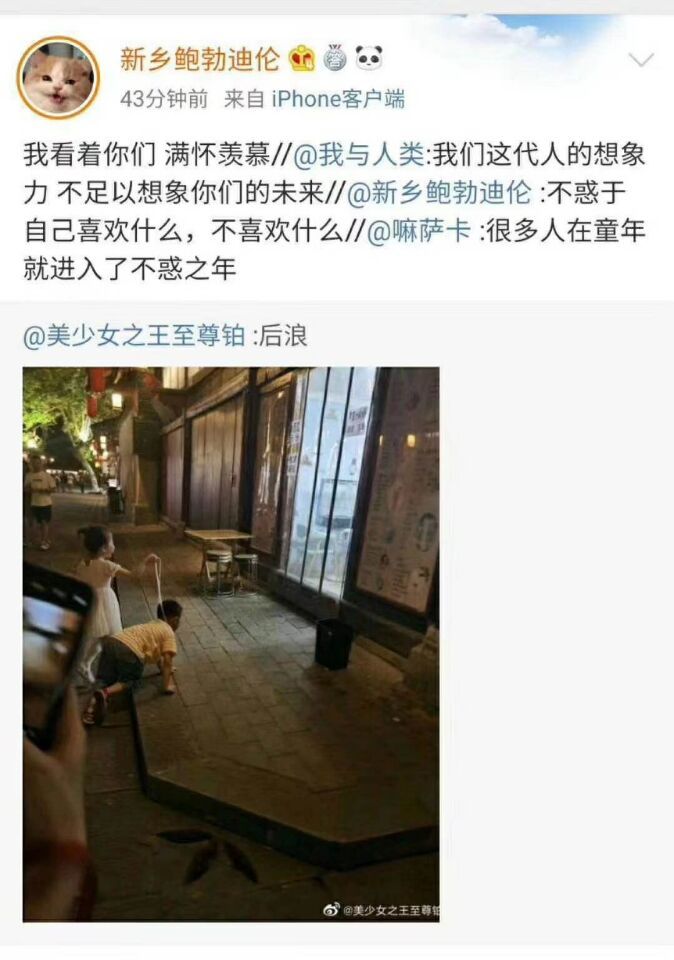 新乡鲍勃迪伦
43分钟前 来自 iPhone客户端
我看着你们 满怀羡慕//@我与人类:我们这代人的想象
力 不足以想象你们的未来//@新乡鲍勃迪伦 :不惑于
自己喜欢什么，不喜欢什么//@嘛萨卡 :很多人在童年
就进入了不惑之年
@美少女之王至尊铂 :后浪
@美少女之王至尊铂